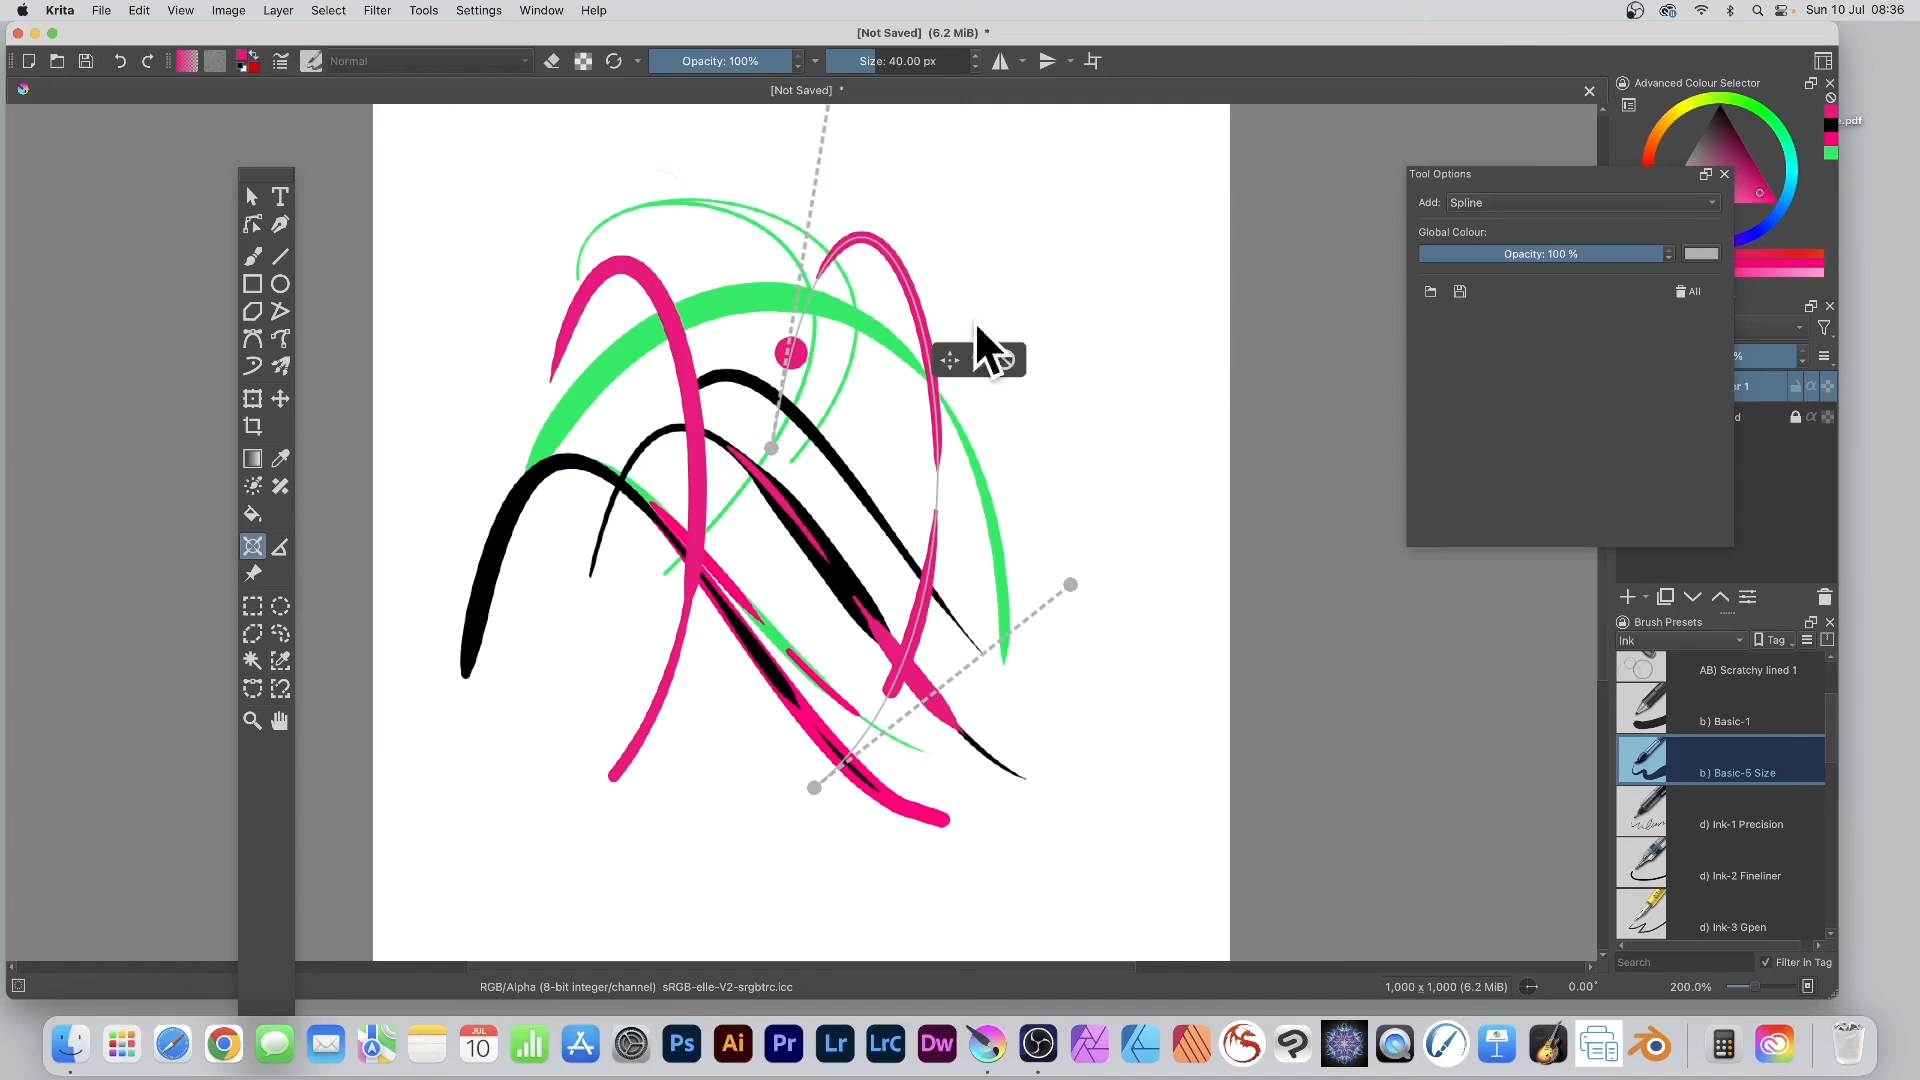 Krita File Edit View Image Layer Select Filter Tools Settings Window Help
Sun 10 Jul 08:36
[Not Saved] (6.2 MiB) *
Normal
Opacity: 100%
Size: 40.00 px
[Not Saved] *
Advanced Colour Selector
e.pdf
Tool Options
Add: Spline
Global Colour:
Opacity: 100 %
All
%
er 1
d
Brush Presets
Ink
Tag
AB) Scratchy lined 1
b) Basic-1
b) Basic-5 Size
d) Ink-1 Precision
d) Ink-2 Fineliner
d) Ink-3 Gpen
Search
Filter in Tag
RGB/Alpha (8-bit integer/channel) sRGB-elle-V2-srgbtrc.icc
1,000 x 1,000 (6.2 MiB)
0.00°
200.0%
JUL
10
Ps
Ai
Pr
Lr
LrC
Dw